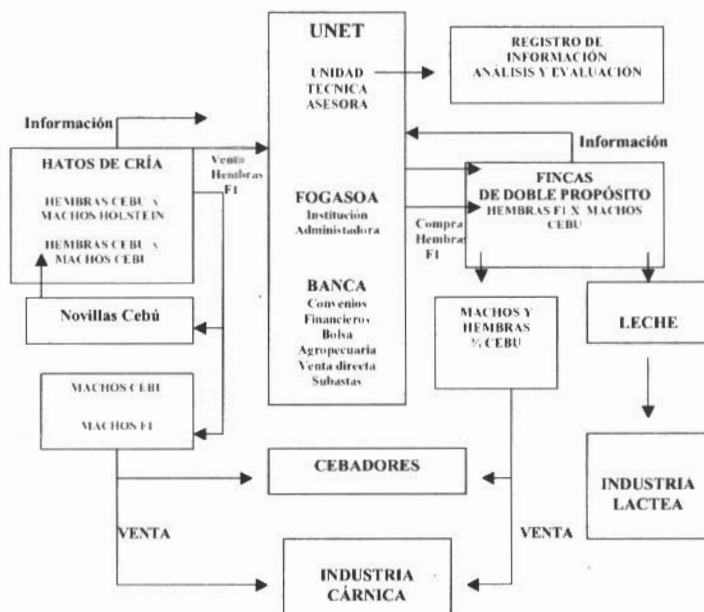 UNET
UNIDAD
TECNICA
ASESORA
REGISTRO DE
INFORMACIÓN
ANÁLISIS Y EVALUACIÓN
Información
HATOS DE CRÍA
HEMBRAS CEBU x
MACHOS HOLSTEIN
HEMBRAS CEBU x
MACHOS CEBU
Venta
Hembras
F1
FOGASOA
Institución
Administadora
Compra
Hembras
F1
Información
FINCAS
DE DOBLE PROPÓSITO
HEMBRAS F1 X MACHOS
CEBU
Novillas Cebú
BANCA
Convenios
Financieros
Bolsa
Agropecuaria
Venta directa
Subastas
MACHOS Y
HEMBRAS
¾ CEBU
LECHE
MACHOS CEBU
MACHOS F1
CEBADORES
INDUSTRIA
LACTEA
VENTA
VENTA
INDUSTRIA
CÁRNICA